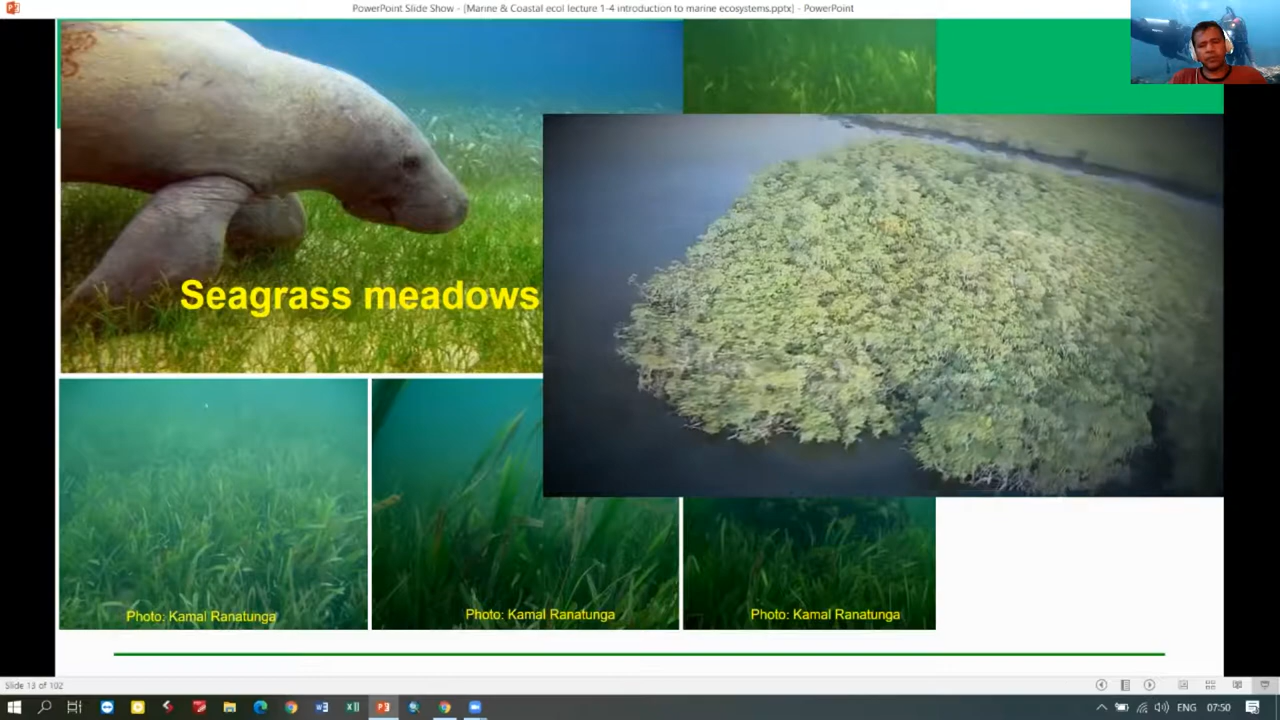 PowerPoint Slide Show - [Marine & Coastal ecol lecture 1-4 introduction to marine ecosystems.pptx] - PowerPoint
Seagrass meadows
Photo: Kamal Ranatunga
Photo: Kamal Ranatunga
Photo: Kamal Ranatunga
Slide 13 of 102
ENG
07:50